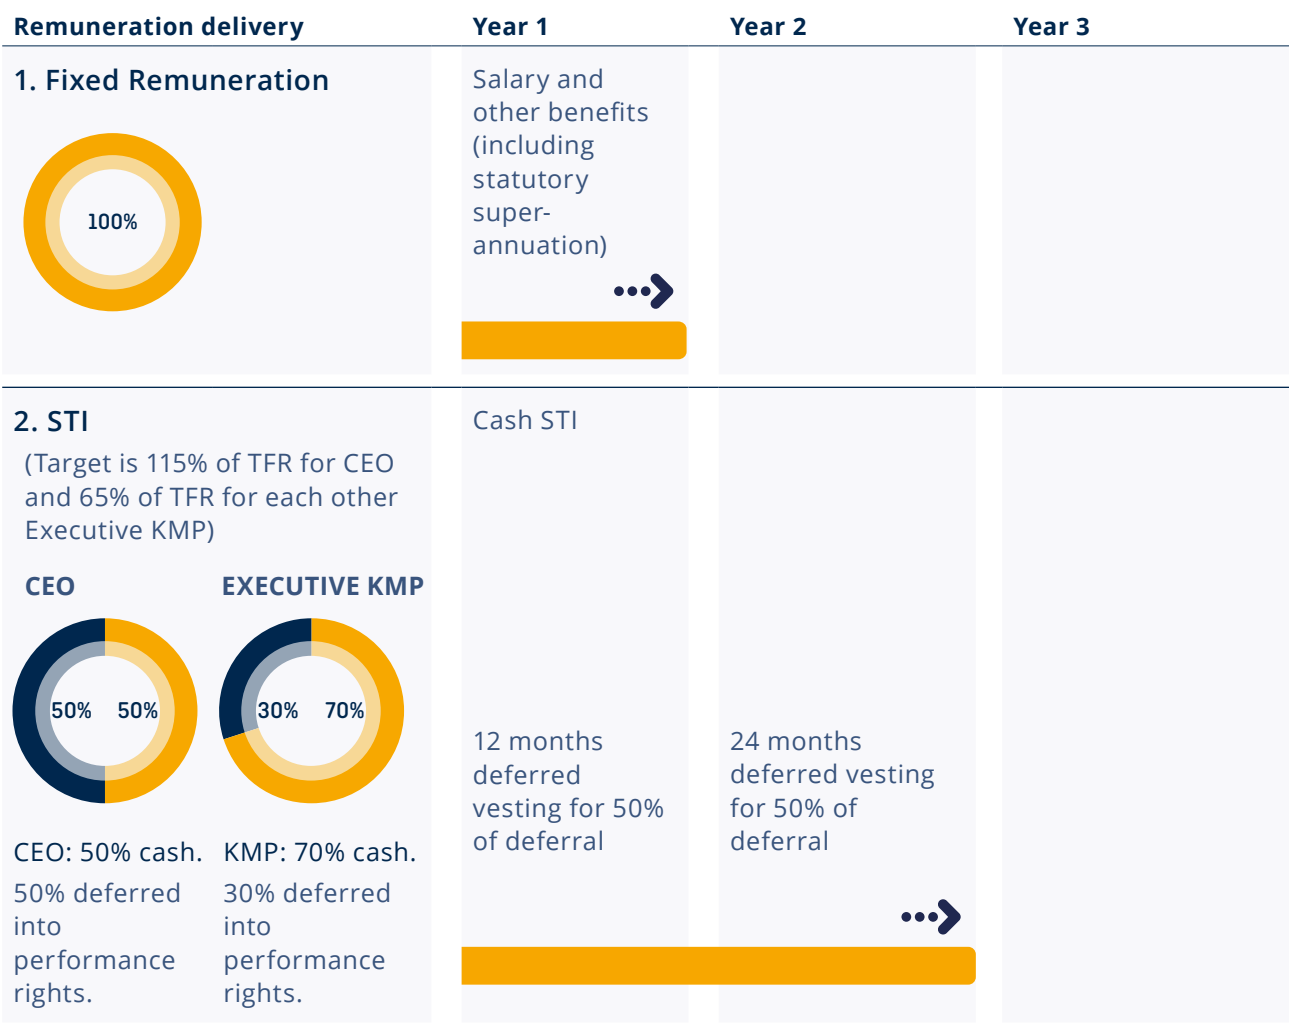 Remuneration delivery
Year 1
Year 2
Year 3
1. Fixed Remuneration
100%
Salary and
other benefits
(including
statutory
super-
annuation)
2. STI
(Target is 115% of TFR for CEO
and 65% of TFR for each other
Executive KMP)
CEO
EXECUTIVE KMP
50%
50%
30%
70%
CEO: 50% cash.
50% deferred
into
performance
rights.
KMP: 70% cash.
30% deferred
into
performance
rights.
Cash STI
12 months
deferred
vesting for 50%
of deferral
24 months
deferred vesting
for 50% of
deferral